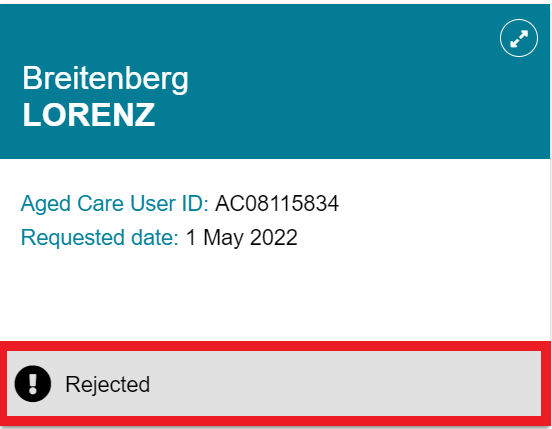 Breitenberg
LORENZ
Aged Care User ID: AC08115834
Requested date: 1 May 2022
Rejected